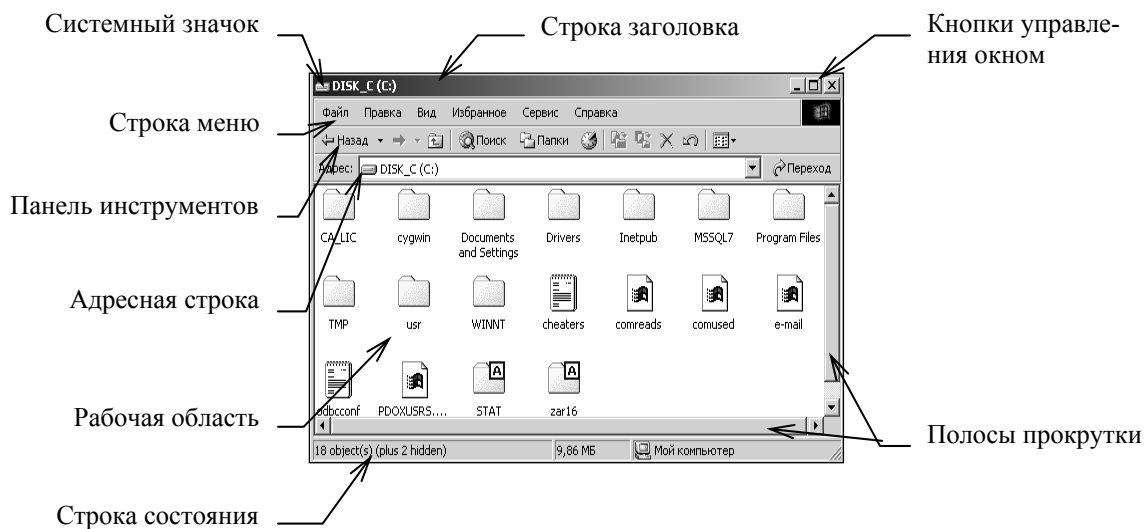 Системный значок
Строка заголовка
Кнопки управле-
ния окном
DISK_C (C:)
Файл Правка Вид Избранное Сервис Справка
Строка меню
Назад Поиск Папки
Адрес: DISK_C (C:) Переход
Панель инструментов
CA_LIC cygwin Documents and Settings Drivers Inetpub MSSQL7 Program Files
Адресная строка
TMP usr WINNT cheaters comreads comused e-mail
Рабочая область
odbcconf PDOXUSRS.... STAT zar16
Полосы прокрутки
18 object(s) (plus 2 hidden) 9,86 МБ Мой компьютер
Строка состояния